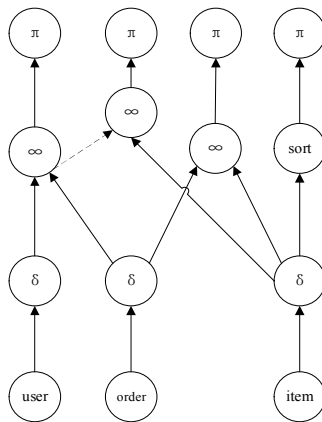 π π π π
∞
∞ ∞ sort
δ δ δ
user order item